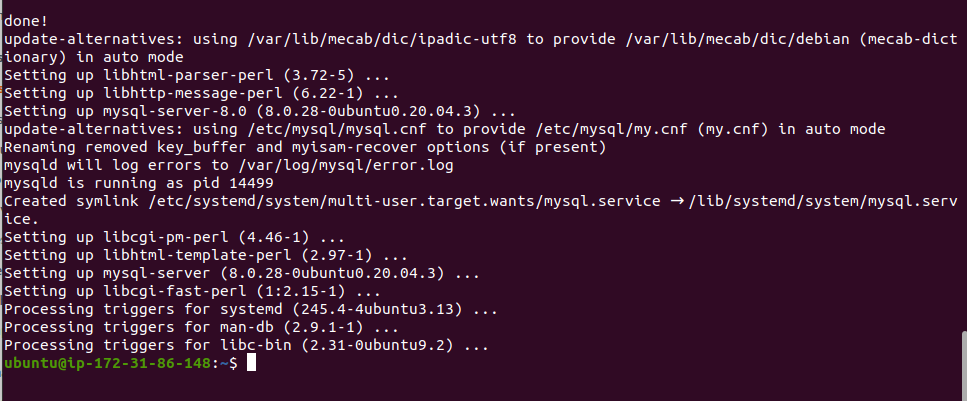 done!
update-alternatives: using /var/lib/mecab/dic/ipadic-utf8 to provide /var/lib/mecab/dic/debian (mecab-dict
ionary) in auto mode
Setting up libhtml-parser-perl (3.72-5) ...
Setting up libhttp-message-perl (6.22-1) ...
Setting up mysql-server-8.0 (8.0.28-0ubuntu0.20.04.3) ...
update-alternatives: using /etc/mysql/mysql.cnf to provide /etc/mysql/my.cnf (my.cnf) in auto mode
Renaming removed key_buffer and myisam-recover options (if present)
mysqld will log errors to /var/log/mysql/error.log
mysqld is running as pid 14499
Created symlink /etc/systemd/system/multi-user.target.wants/mysql.service → /lib/systemd/system/mysql.serv
ice.
Setting up libcgi-pm-perl (4.46-1) ...
Setting up libhtml-template-perl (2.97-1) ...
Setting up mysql-server (8.0.28-0ubuntu0.20.04.3) ...
Setting up libcgi-fast-perl (1:2.15-1) ...
Processing triggers for systemd (245.4-4ubuntu3.13) ...
Processing triggers for man-db (2.9.1-1) ...
Processing triggers for libc-bin (2.31-0ubuntu9.2) ...
ubuntu@ip-172-31-86-148:~$